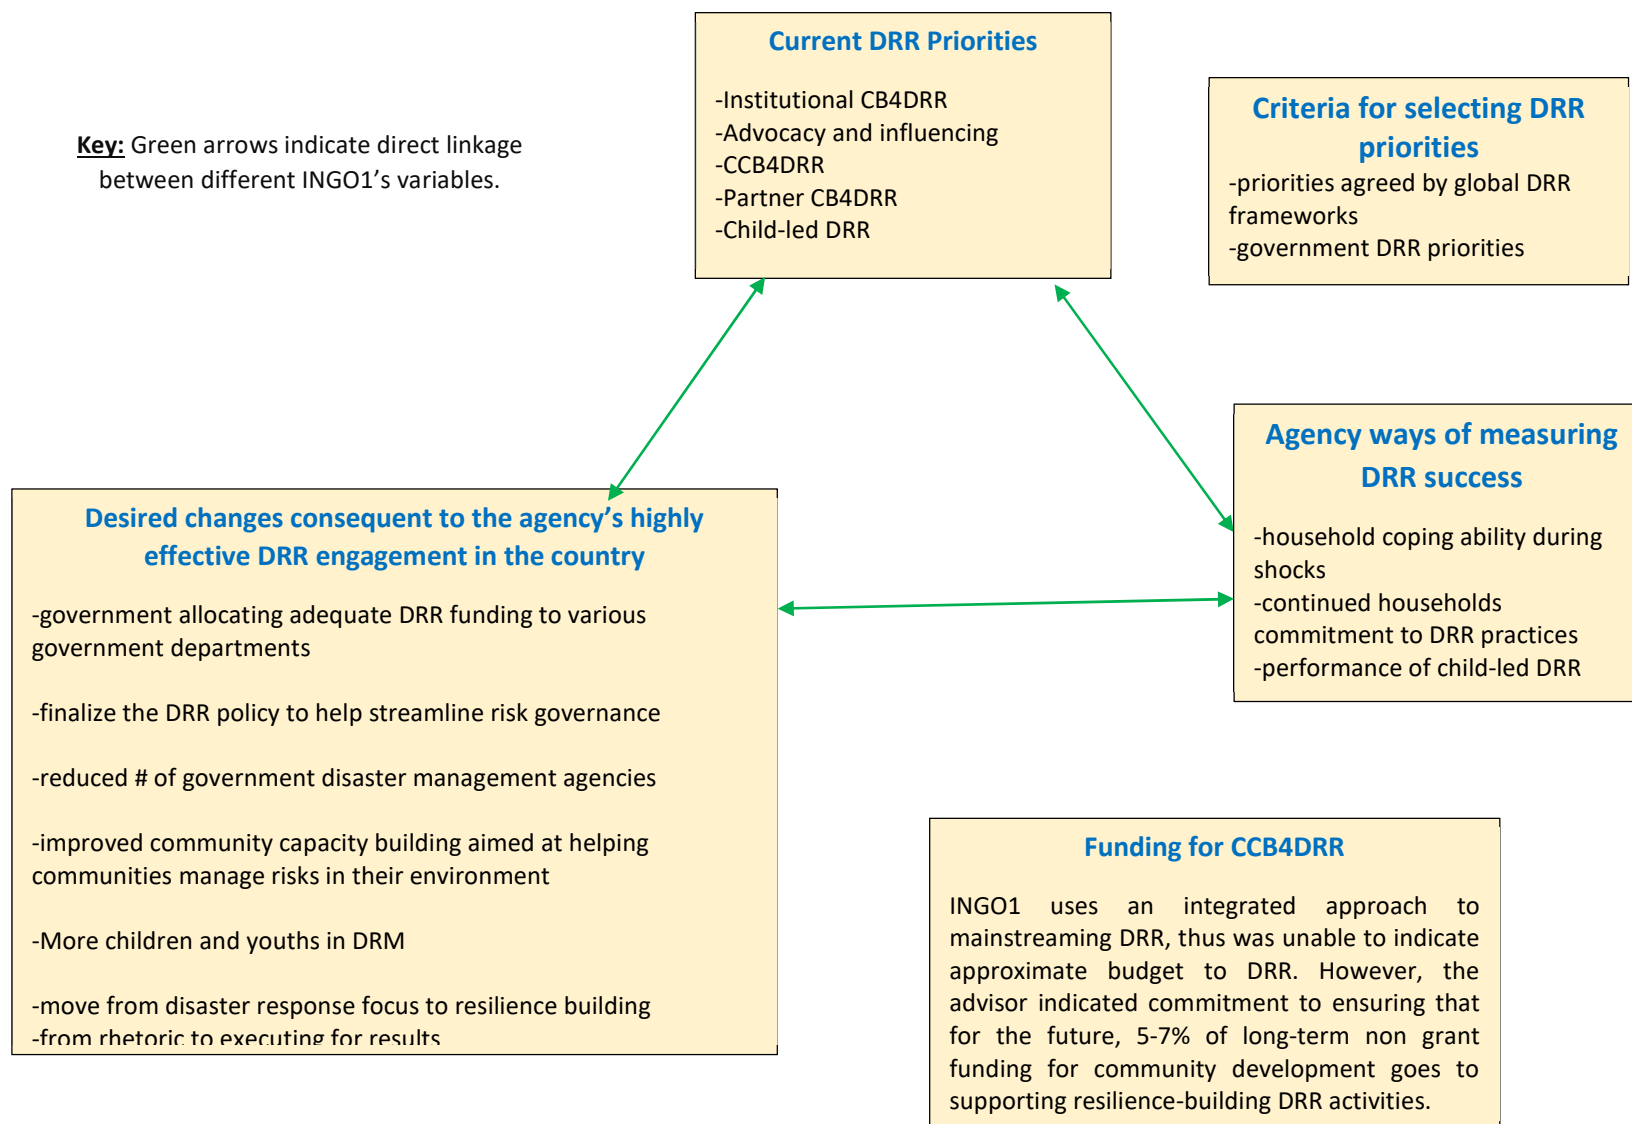 Current DRR Priorities
-Institutional CB4DRR
-Advocacy and influencing
-CCB4DRR
-Partner CB4DRR
-Child-led DRR
Criteria for selecting DRR
priorities
-priorities agreed by global DRR
frameworks
-government DRR priorities
Key: Green arrows indicate direct linkage
between different INGO1’s variables.
Agency ways of measuring
DRR success
-household coping ability during
shocks
-continued households
commitment to DRR practices
-performance of child-led DRR
Desired changes consequent to the agency’s highly
effective DRR engagement in the country
-government allocating adequate DRR funding to various
government departments
-finalize the DRR policy to help streamline risk governance
-reduced # of government disaster management agencies
-improved community capacity building aimed at helping
communities manage risks in their environment
-More children and youths in DRM
-move from disaster response focus to resilience building
-from rhetoric to executing for results
Funding for CCB4DRR
INGO1 uses an integrated approach to
mainstreaming DRR, thus was unable to indicate
approximate budget to DRR. However, the
advisor indicated commitment to ensuring that
for the future, 5-7% of long-term non grant
funding for community development goes to
supporting resilience-building DRR activities.